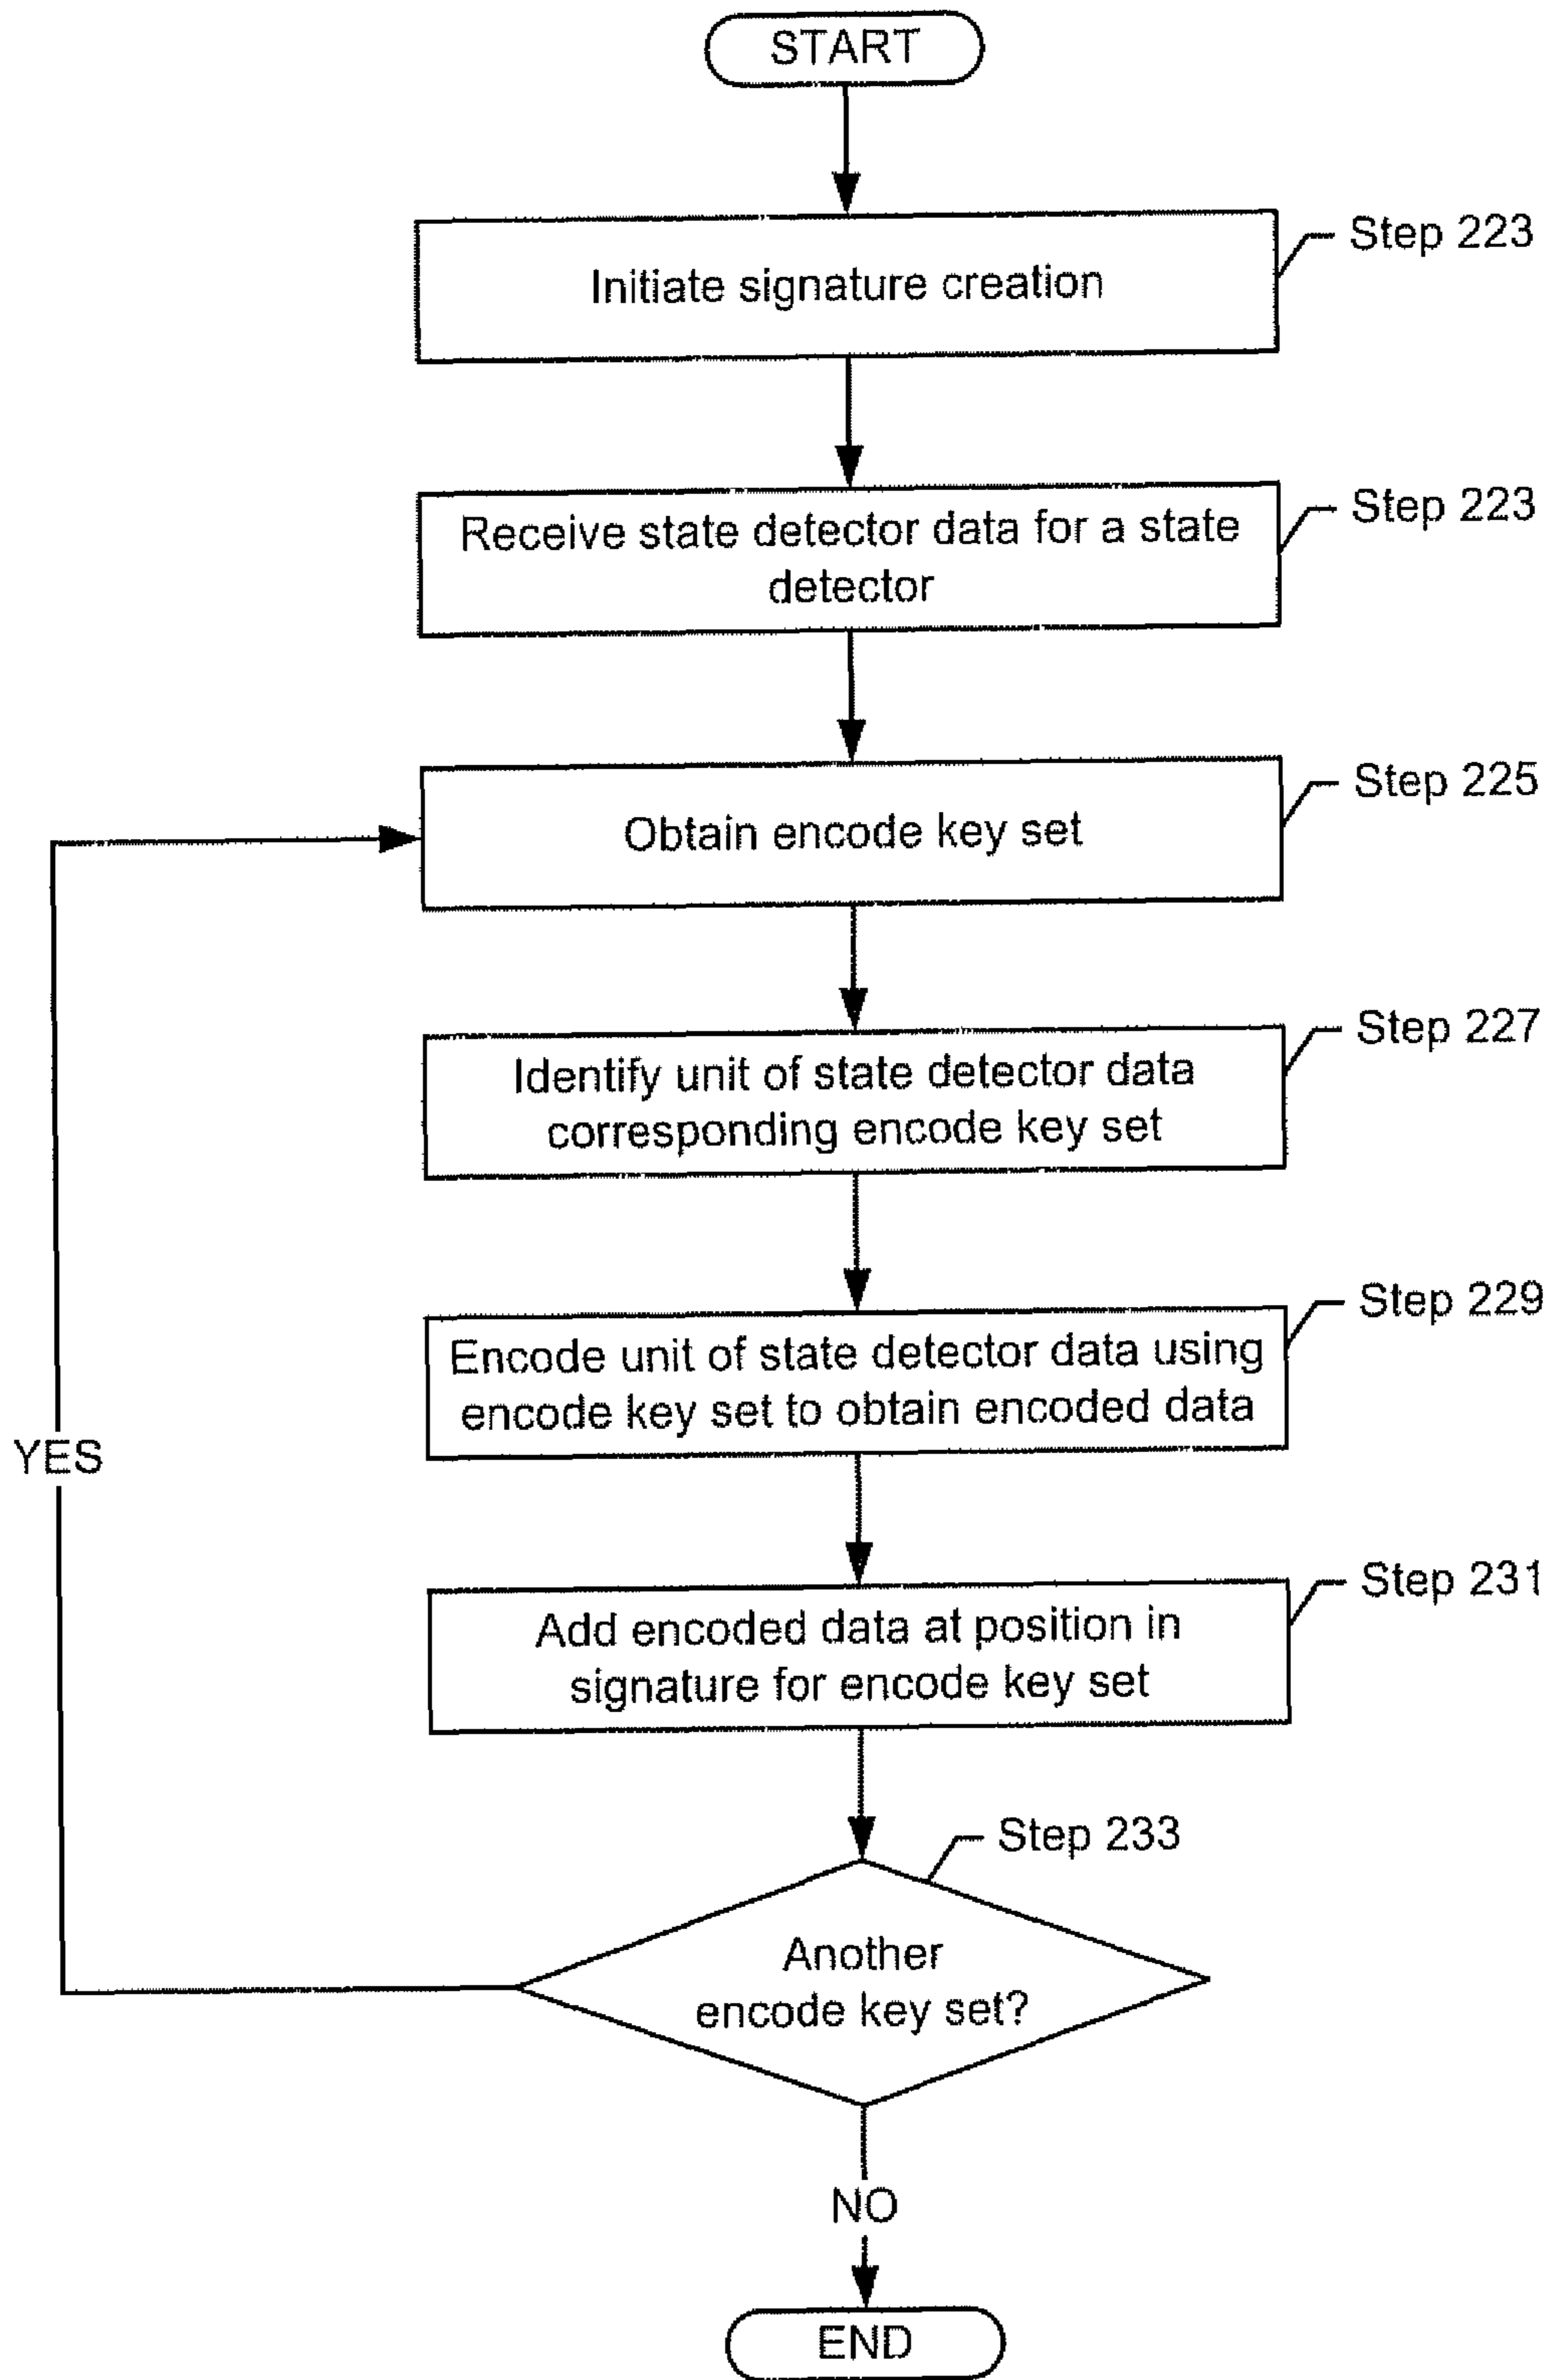 START
Step 223
Initiate signature creation
Step 223
Receive state detector data for a state
detector
Step 225
Obtain encode key set
Step 227
Identify unit of state detector data
corresponding encode key set
Step 229
Encode unit of state detector data using
encode key set to obtain encoded data
YES
Step 231
Add encoded data at position in
signature for encode key set
Step 233
Another
encode key set?
NO
END